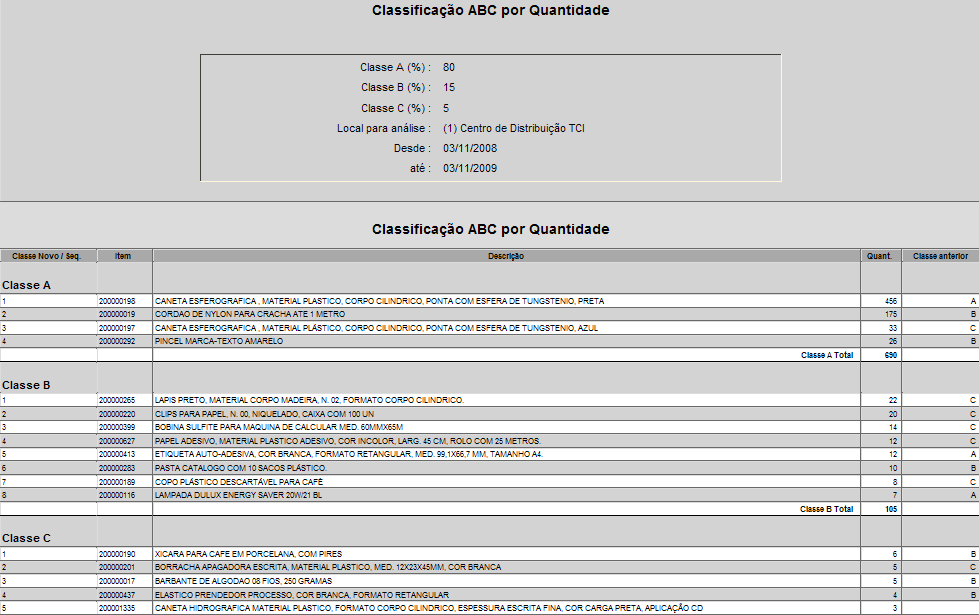 Classificação ABC por Quantidade
Classe A (%) : 80
Classe B (%) : 15
Classe C (%) : 5
Local para análise : (1) Centro de Distribuição TCI
Desde : 03/11/2008
até : 03/11/2009
Classificação ABC por Quantidade
Classe Novo / Seq. Item Descrição Quant. Classe anterior
Classe A
1 200000198 CANETA ESFEROGRAFICA , MATERIAL PLASTICO, CORPO CILINDRICO, PONTA COM ESFERA DE TUNGSTENIO, PRETA 456 A
2 200000019 CORDAO DE NYLON PARA CRACHA ATE 1 METRO 175 B
3 200000197 CANETA ESFEROGRAFICA , MATERIAL PLÁSTICO, CORPO CILINDRICO, PONTA COM ESFERA DE TUNGSTENIO, AZUL 33 C
4 200000292 PINCEL MARCA-TEXTO AMARELO 26 B
Classe A Total 690
Classe B
1 200000265 LAPIS PRETO, MATERIAL CORPO MADEIRA, N. 02, FORMATO CORPO CILINDRICO. 22 C
2 200000220 CLIPS PARA PAPEL, N. 00, NIQUELADO, CAIXA COM 100 UN 20 C
3 200000399 BOBINA SULFITE PARA MAQUINA DE CALCULAR MED. 60MMX65M 14 C
4 200000627 PAPEL ADESIVO, MATERIAL PLASTICO ADESIVO, COR INCOLOR, LARG. 45 CM, ROLO COM 25 METROS. 12 C
5 200000413 ETIQUETA AUTO-ADESIVA, COR BRANCA, FORMATO RETANGULAR, MED. 99,1X66,7 MM, TAMANHO A4. 12 A
6 200000283 PASTA CATALOGO COM 10 SACOS PLÁSTICO. 10 B
7 200000189 COPO PLÁSTICO DESCARTÁVEL PARA CAFÉ 8 C
8 200000116 LAMPADA DULUX ENERGY SAVER 20W/21 BL 7 A
Classe B Total 105
Classe C
1 200000190 XICARA PARA CAFE EM PORCELANA, COM PIRES 6 B
2 200000201 BORRACHA APAGADORA ESCRITA, MATERIAL PLASTICO, MED. 12X23X45MM, COR BRANCA 5 C
3 200000017 BARBANTE DE ALGODAO 08 FIOS, 250 GRAMAS 5 B
4 200000437 ELASTICO PRENDEDOR PROCESSO, COR BRANCA, FORMATO RETANGULAR 4 B
5 200001335 CANETA HIDROGRAFICA MATERIAL PLASTICO, FORMATO CORPO CILINDRICO, ESPESSURA ESCRITA FINA, COR CARGA PRETA, APLICAÇÃO CD 3